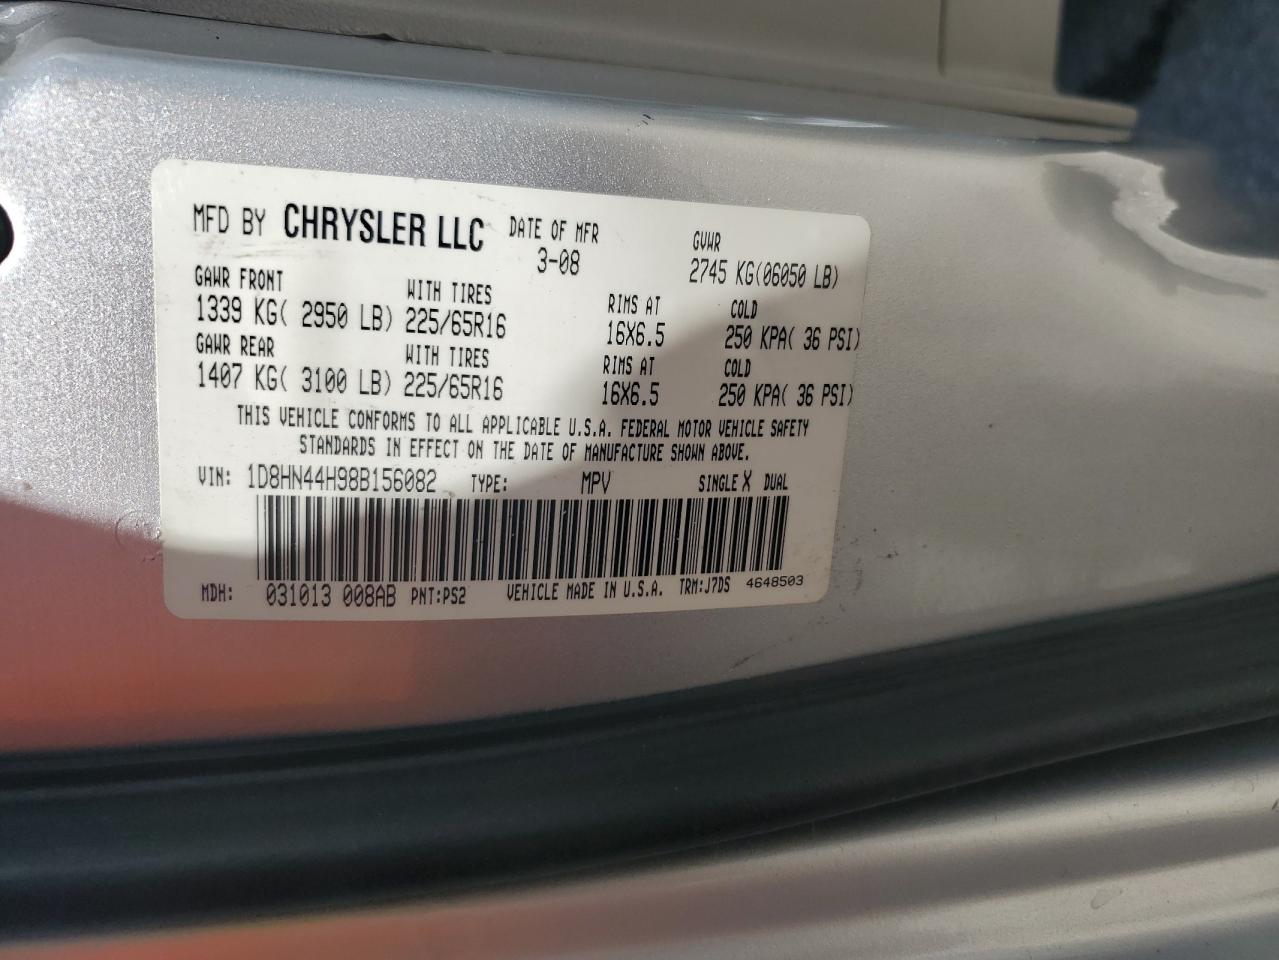 MFD BY CHRYSLER LLC DATE OF MFR GVWR
3-08 2745 KG(06050 LB)
GAWR FRONT WITH TIRES RIMS AT COLD
1339 KG( 2950 LB) 225/65R16 16X6.5 250 KPA( 36 PSI)
GAWR REAR WITH TIRES RIMS AT COLD
1407 KG( 3100 LB) 225/65R16 16X6.5 250 KPA( 36 PSI)
THIS VEHICLE CONFORMS TO ALL APPLICABLE U.S.A. FEDERAL MOTOR VEHICLE SAFETY
STANDARDS IN EFFECT ON THE DATE OF MANUFACTURE SHOWN ABOVE.
VIN: 1D8HN44H98B156082 TYPE: MPV SINGLE X DUAL
MDH: 031013 008AB PNT:PS2 VEHICLE MADE IN U.S.A. TRM:J7DS 4648503